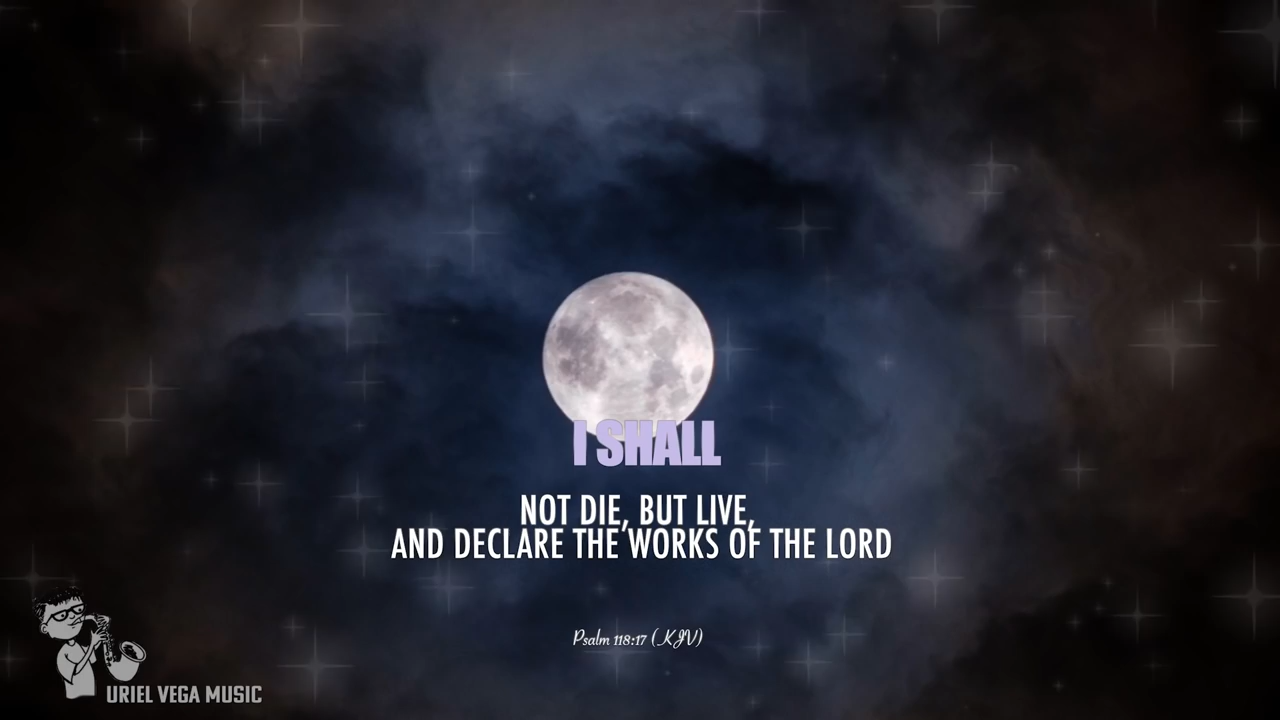 I SHALL
NOT DIE, BUT LIVE,
AND DECLARE THE WORKS OF THE LORD
Psalm 118:17 (KJV)
URIEL VEGA MUSIC